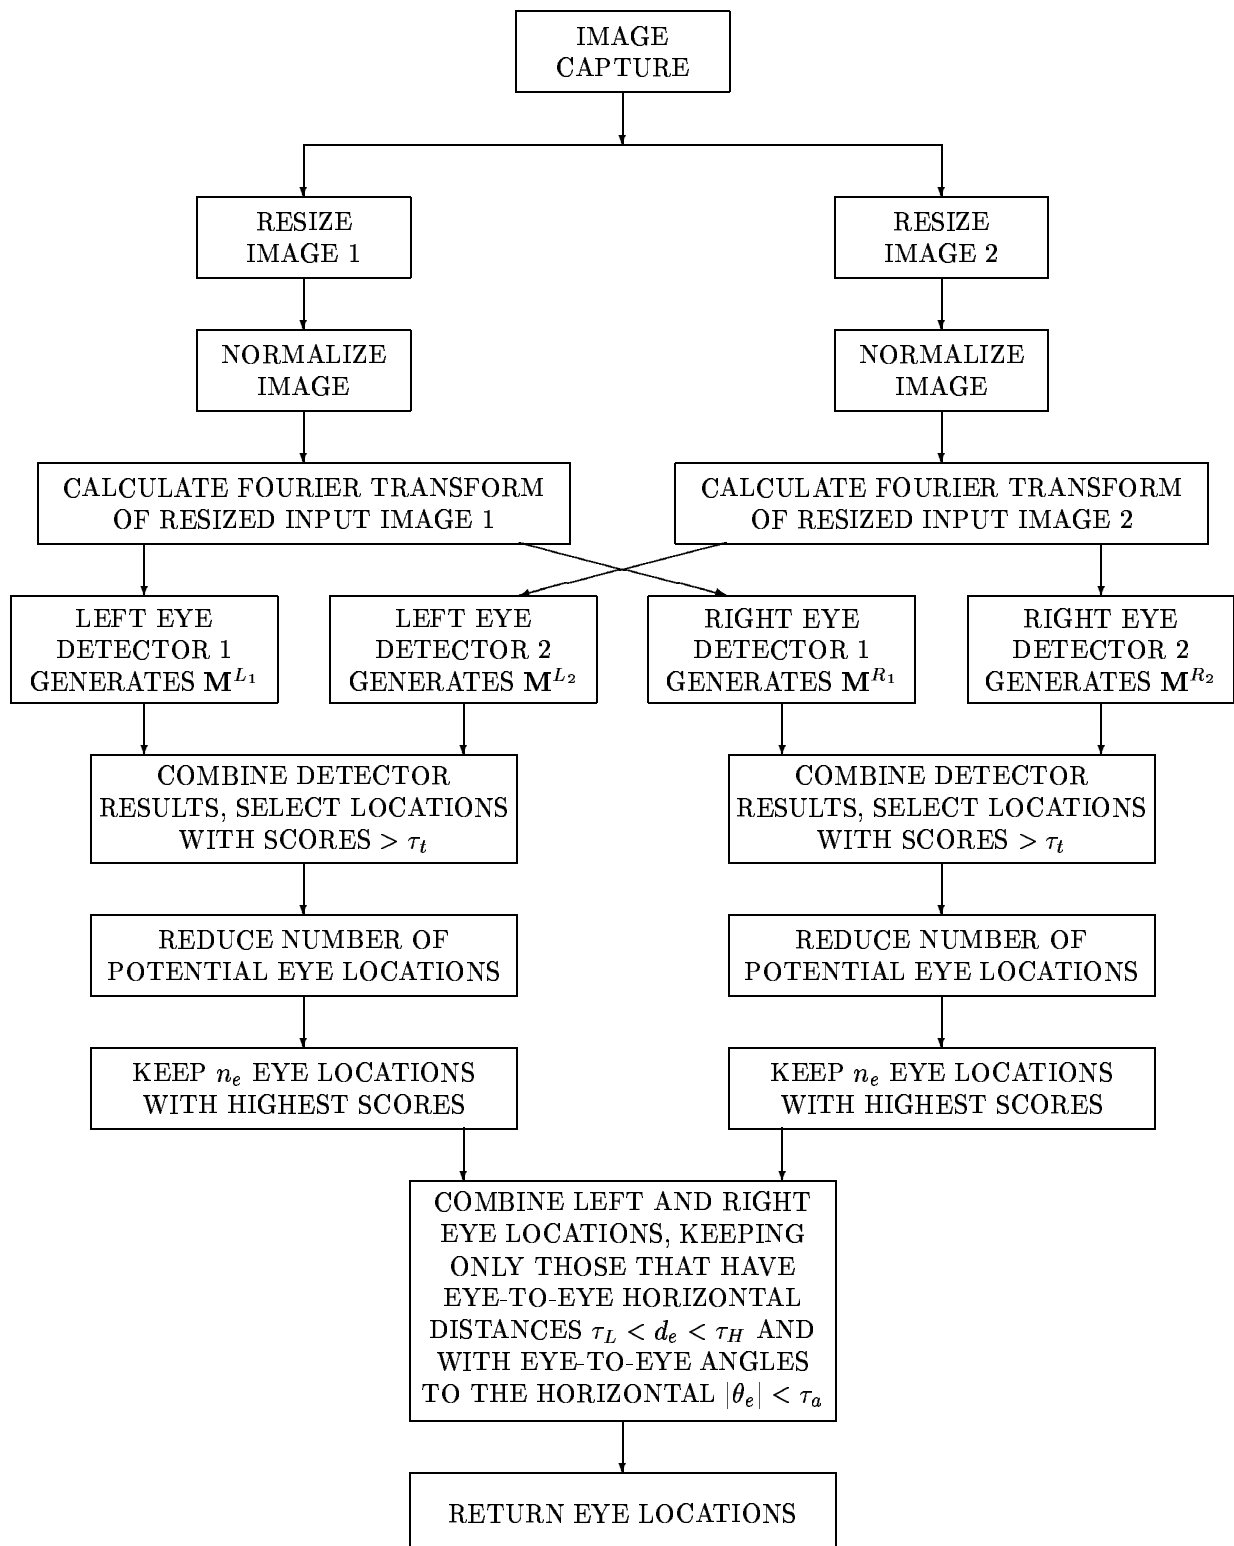 IMAGE
CAPTURE
RESIZE
IMAGE 1
RESIZE
IMAGE 2
NORMALIZE
IMAGE
NORMALIZE
IMAGE
CALCULATE FOURIER TRANSFORM
OF RESIZED INPUT IMAGE 1
CALCULATE FOURIER TRANSFORM
OF RESIZED INPUT IMAGE 2
LEFT EYE
DETECTOR 1
GENERATES M^{L_1}
LEFT EYE
DETECTOR 2
GENERATES M^{L_2}
RIGHT EYE
DETECTOR 1
GENERATES M^{R_1}
RIGHT EYE
DETECTOR 2
GENERATES M^{R_2}
COMBINE DETECTOR
RESULTS, SELECT LOCATIONS
WITH SCORES > τ_t
COMBINE DETECTOR
RESULTS, SELECT LOCATIONS
WITH SCORES > τ_t
REDUCE NUMBER OF
POTENTIAL EYE LOCATIONS
REDUCE NUMBER OF
POTENTIAL EYE LOCATIONS
KEEP n_e EYE LOCATIONS
WITH HIGHEST SCORES
KEEP n_e EYE LOCATIONS
WITH HIGHEST SCORES
COMBINE LEFT AND RIGHT
EYE LOCATIONS, KEEPING
ONLY THOSE THAT HAVE
EYE-TO-EYE HORIZONTAL
DISTANCES τ_L < d_e < τ_H AND
WITH EYE-TO-EYE ANGLES
TO THE HORIZONTAL |θ_e| < τ_a
RETURN EYE LOCATIONS